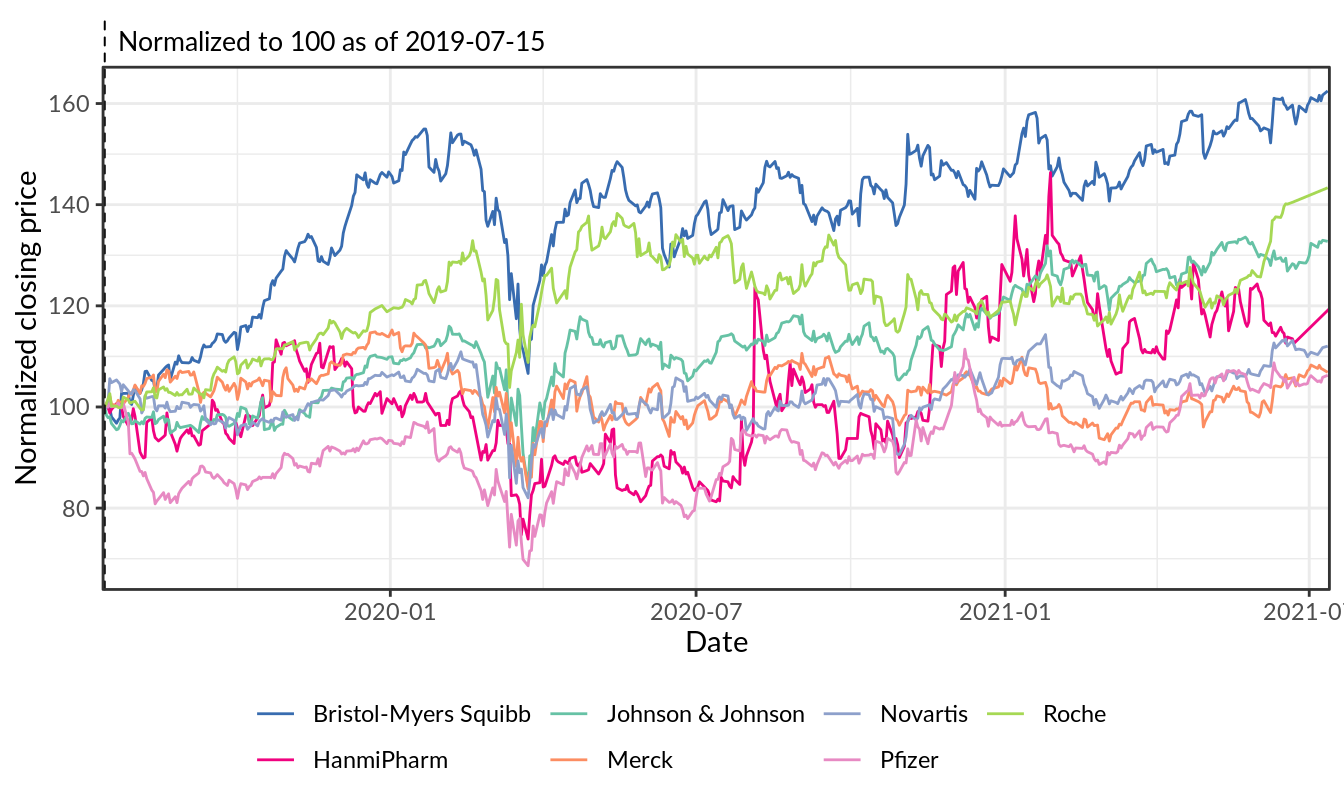 Normalized to 100 as of 2019-07-15
Normalized closing price
160
140
120
100
80
2020-01 2020-07 2021-01 2021-0
Date
Bristol-Myers Squibb Johnson & Johnson Novartis Roche
HanmiPharm Merck Pfizer